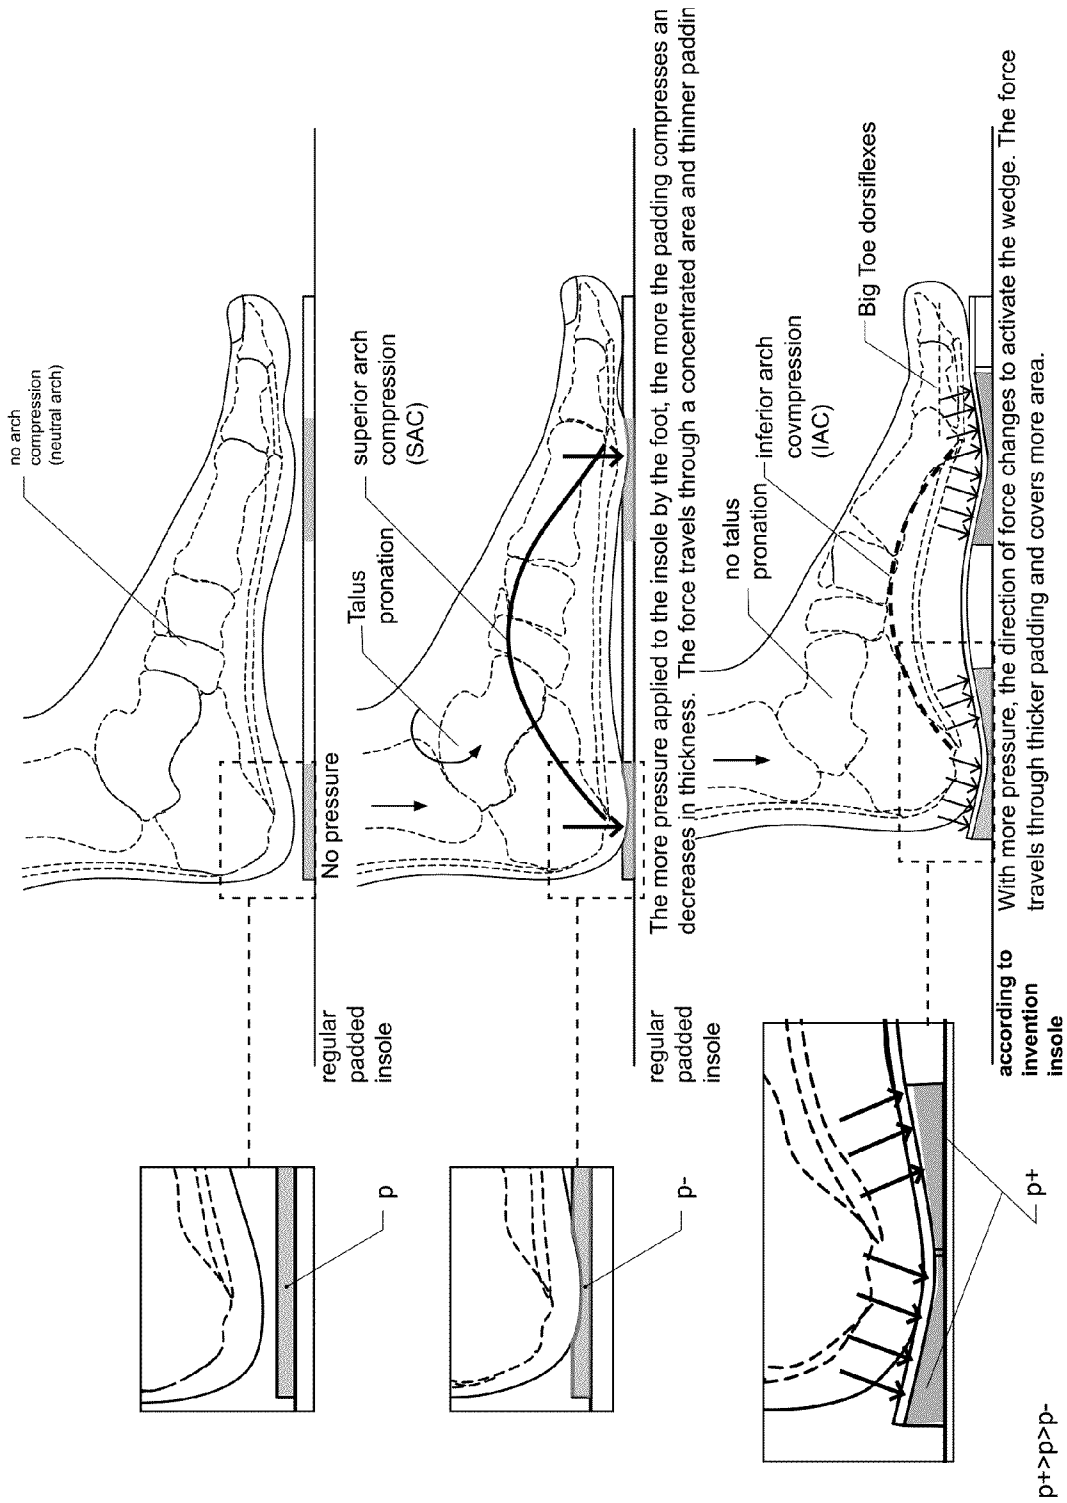 no arch
compression
(neutral arch)
No pressure
regular
padded
insole
p
superior arch
compression
(SAC)
Talus
pronation
The more pressure applied to the insole by the foot, the more the padding compresses an
decreases in thickness. The force travels through a concentrated area and thinner paddin
regular
padded
insole
p-
Big Toe dorsiflexes
inferior arch
covmpression
(IAC)
no talus
pronation
With more pressure, the direction of force changes to activate the wedge. The force
travels through thicker padding and covers more area.
according to
invention
insole
p+
p+>p>p-